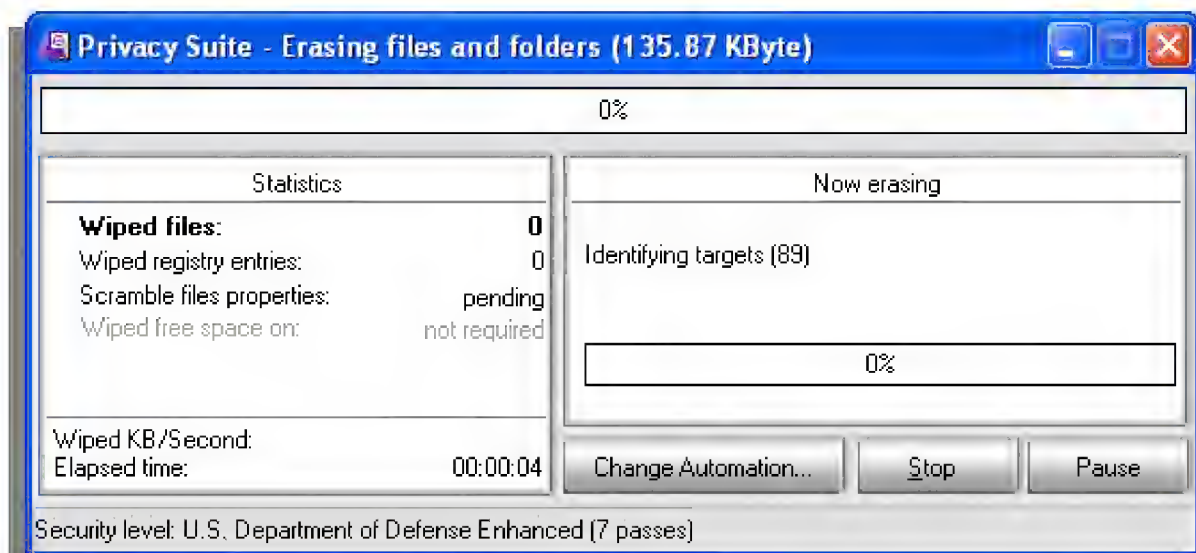 Privacy Suite - Erasing files and folders (135.87 KByte)
0%
Statistics
Wiped files: 0
Wiped registry entries: 0
Scramble files properties: pending
Wiped free space on: not required
Wiped KB/Second:
Elapsed time: 00:00:04
Now erasing
Identifying targets (89)
0%
Change Automation... Stop Pause
Security level: U.S. Department of Defense Enhanced (7 passes)